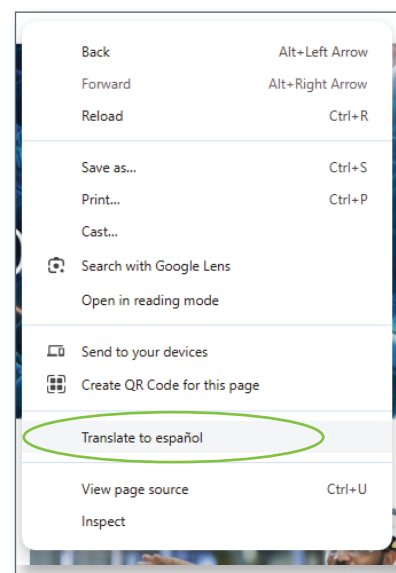 Back Alt+Left Arrow
Forward Alt+Right Arrow
Reload Ctrl+R
Save as... Ctrl+S
Print... Ctrl+P
Cast...
Search with Google Lens
Open in reading mode
Send to your devices
Create QR Code for this page
Translate to español
View page source Ctrl+U
Inspect